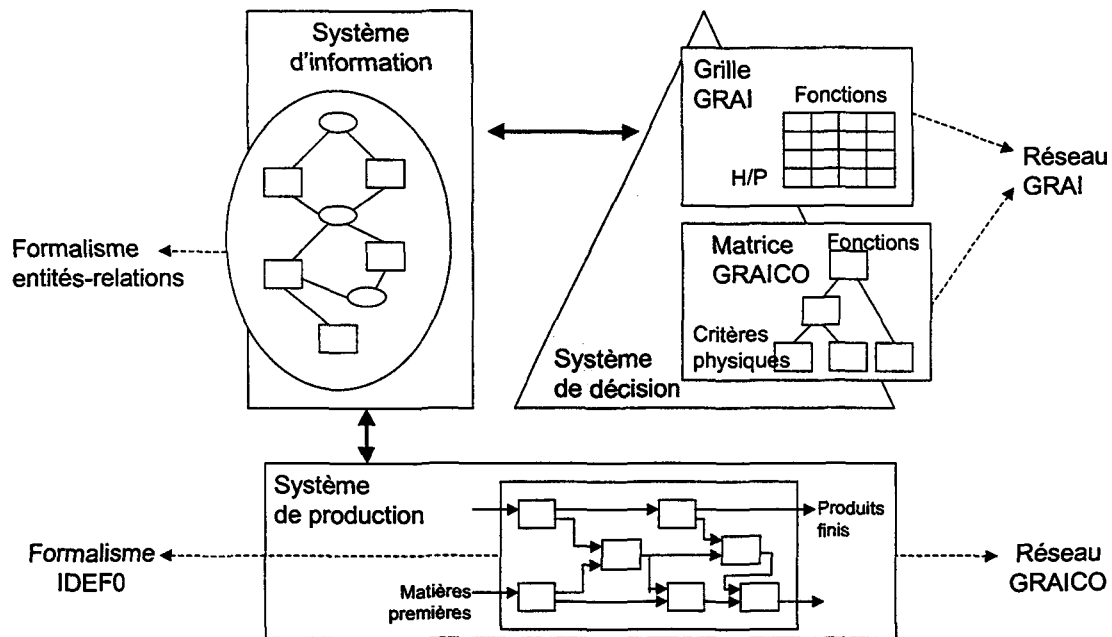 Système
d'information
Grille
GRAI
Fonctions
H/P
Réseau
GRAI
Formalisme
entités-relations
Matrice
GRAICO
Fonctions
Critères
physiques
Système
de décision
Système
de production
Produits
finis
Formalisme
IDEF0
Matières
premières
Réseau
GRAICO